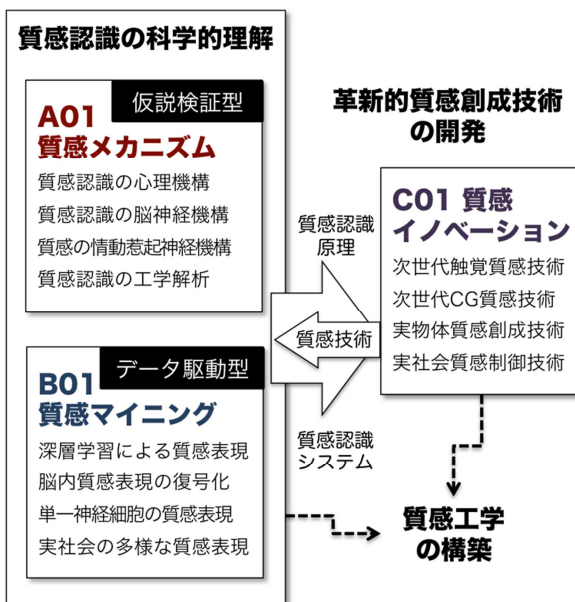 質感認識の科学的理解
仮説検証型
A01
質感メカニズム
質感認識の心理機構
質感認識の脳神経機構
質感の情動惹起神経機構
質感認識の工学解析
データ駆動型
B01
質感マイニング
深層学習による質感表現
脳内質感表現の復号化
単一神経細胞の質感表現
実社会の多様な質感表現
質感認識
原理
質感技術
質感認識
システム
革新的質感創成技術
の開発
C01 質感
イノベーション
次世代触覚質感技術
次世代CG質感技術
実物体質感創成技術
実社会質感制御技術
質感工学
の構築